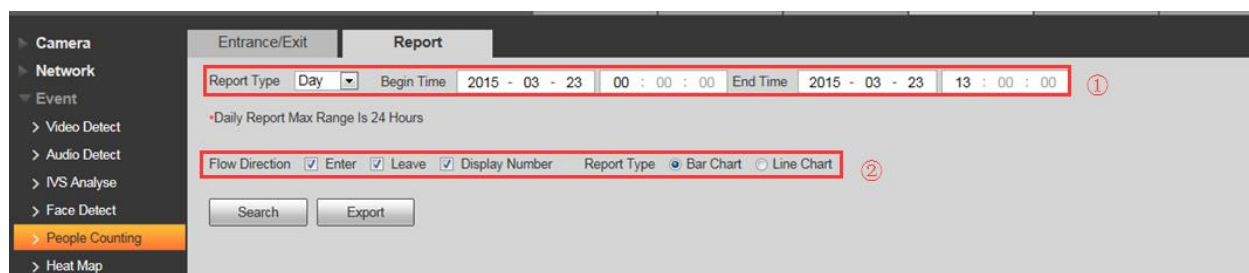 Camera
Network
Event
Video Detect
Audio Detect
IVS Analyse
Face Detect
People Counting
Heat Map
Entrance/Exit Report
Report Type Day Begin Time 2015 - 03 - 23 00 : 00 : 00 End Time 2015 - 03 - 23 13 : 00 : 00 ①
*Daily Report Max Range Is 24 Hours
Flow Direction Enter Leave Display Number Report Type Bar Chart Line Chart ②
Search Export